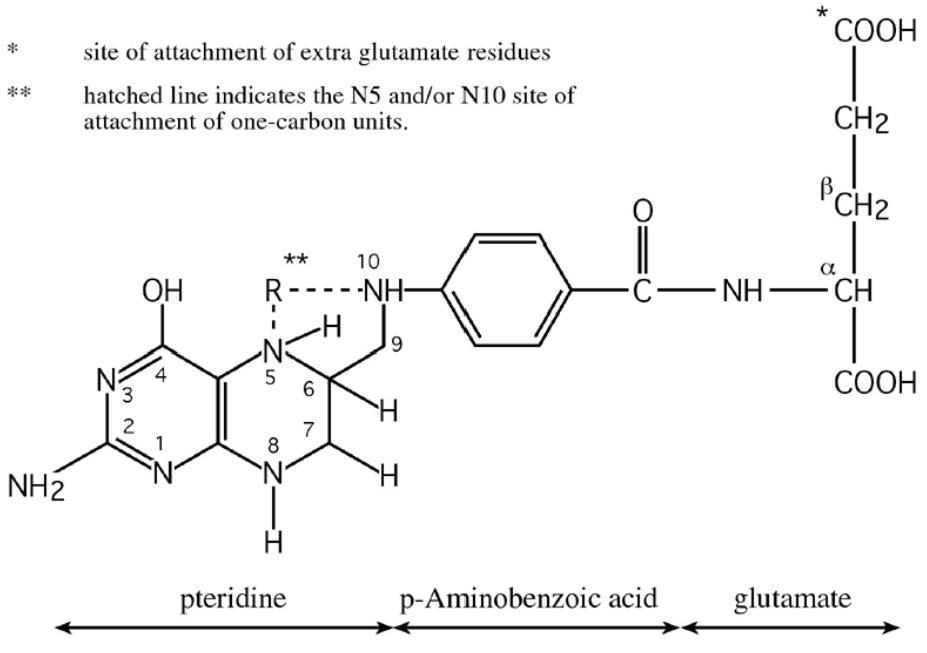 * site of attachment of extra glutamate residues
** hatched line indicates the N5 and/or N10 site of
attachment of one-carbon units.
* COOH
CH2
β CH2
O
** 10
OH R NH C NH α CH
H
N 9
N 4 5 6
3 H COOH
2 1 8 7
NH2 N N H
H
pteridine p-Aminobenzoic acid glutamate